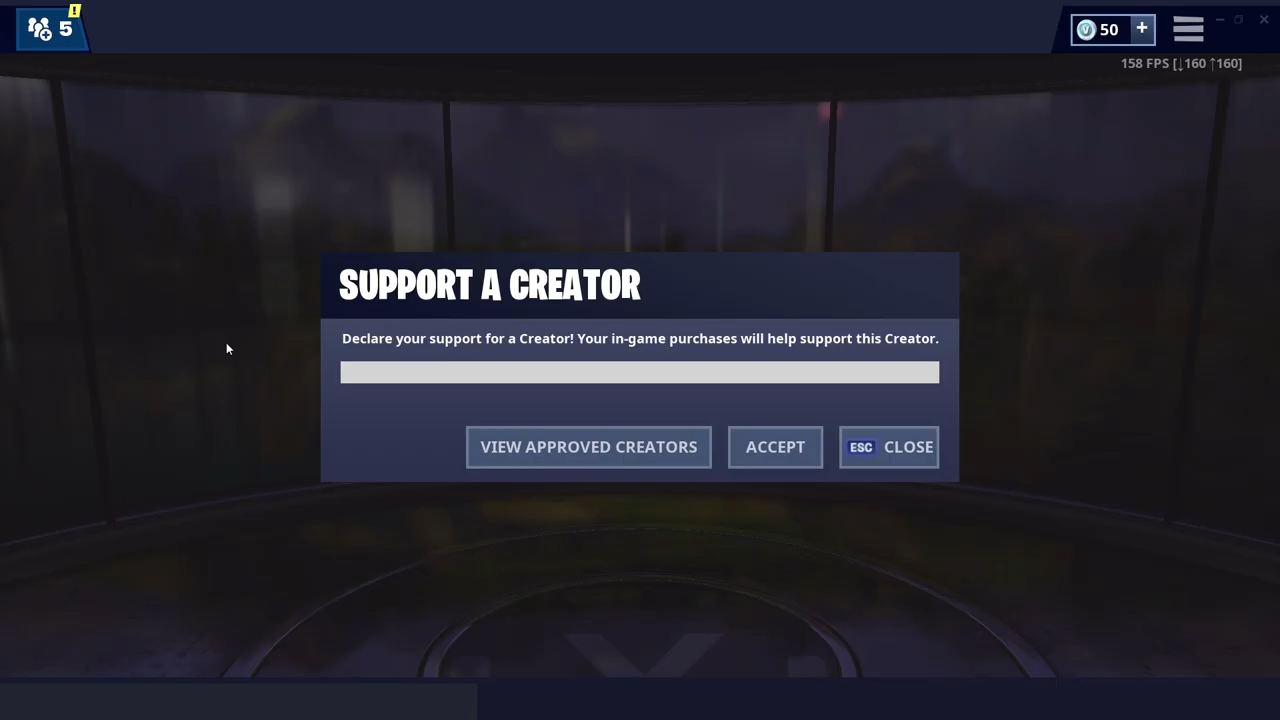 !
5
50 +
158 FPS [↓160 ↑160]
SUPPORT A CREATOR
Declare your support for a Creator! Your in-game purchases will help support this Creator.
VIEW APPROVED CREATORS
ACCEPT
ESC CLOSE